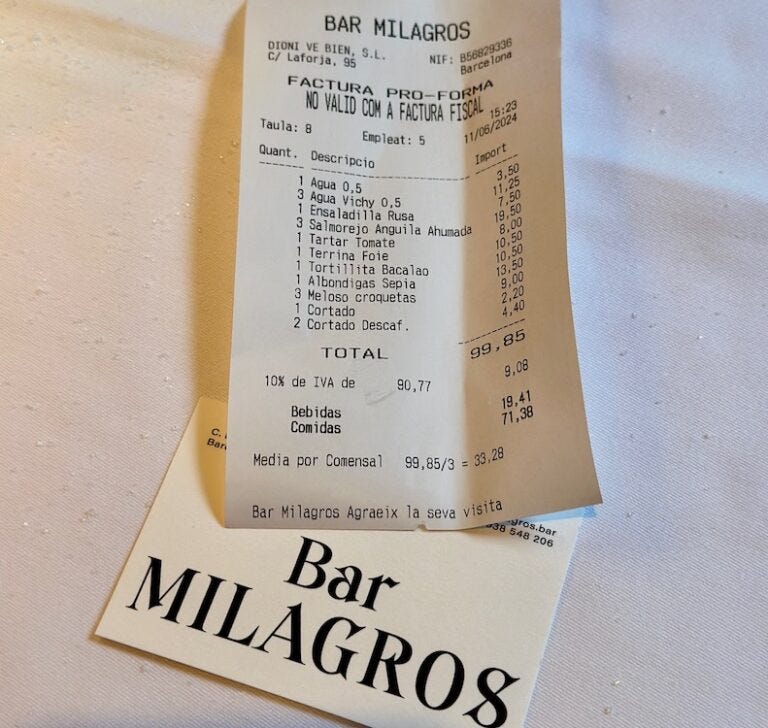 BAR MILAGROS
DIONI VE BIEN, S.L. NIF: B56829336
C/ Laforja, 95 Barcelona
FACTURA PRO-FORMA
NO VALID COM A FACTURA FISCAL
15:23
Taula: 8 Empleat: 5 11/06/2024
Quant. Descripcio Import
1 Agua 0,5 3,50
3 Agua Vichy 0,5 11,25
1 Ensaladilla Rusa 7,50
3 Salmorejo Anguila Ahumada 19,50
1 Tartar Tomate 8,00
1 Terrina Foie 10,50
1 Tortillita Bacalao 10,50
1 Albondigas Sepia 13,50
3 Meloso croquetas 9,00
1 Cortado 2,20
2 Cortado Descaf. 4,40
TOTAL 99,85
10% de IVA de 90,77 9,08
Bebidas 19,41
Comidas 71,38
Media por Comensal 99,85/3 = 33,28
Bar Milagros Agraeix la seva visita
C.
gros.bar
938 548 206
Bar
MILAGROS